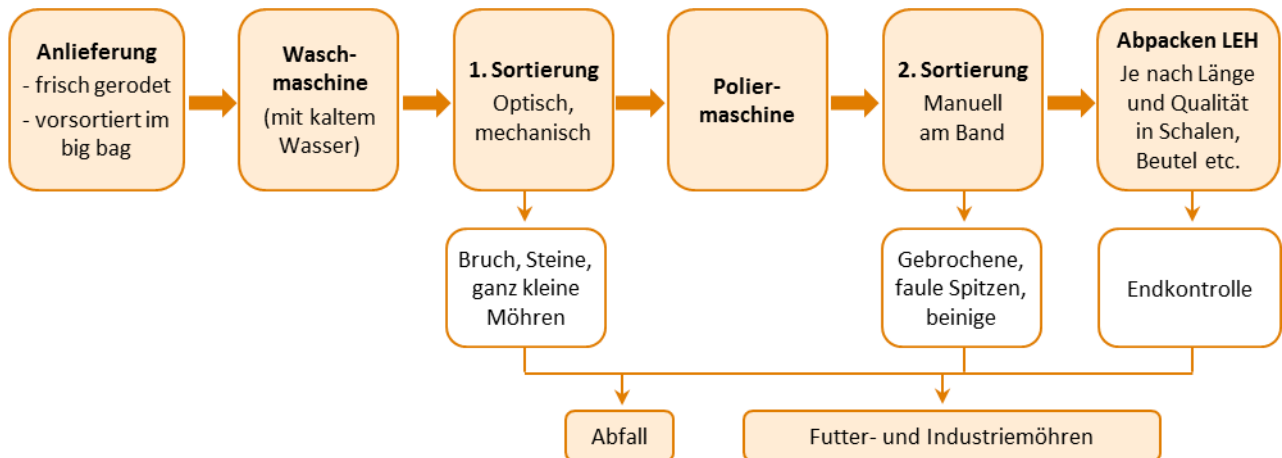 Anlieferung
- frisch gerodet
- vorsortiert im
big bag
Wasch-
maschine
(mit kaltem
Wasser)
1. Sortierung
Optisch,
mechanisch
Polier-
maschine
2. Sortierung
Manuell
am Band
Abpacken LEH
Je nach Länge
und Qualität
in Schalen,
Beutel etc.
Bruch, Steine,
ganz kleine
Möhren
Gebrochene,
faule Spitzen,
beinige
Endkontrolle
Abfall
Futter- und Industriemöhren